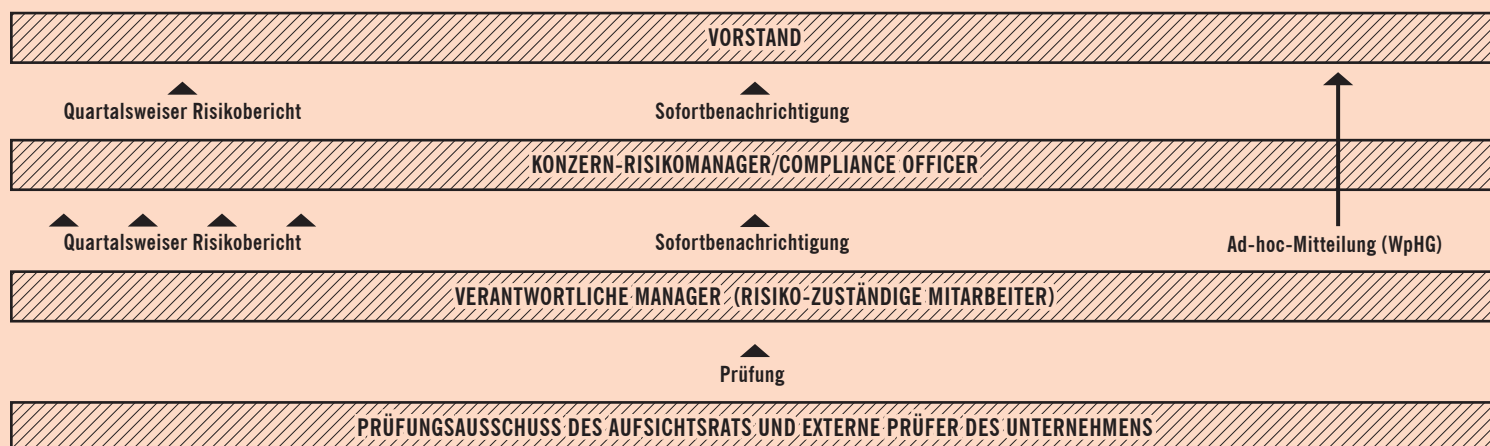 VORSTAND
Quartalsweiser Risikobericht
Sofortbenachrichtigung
KONZERN-RISIKOMANAGER/COMPLIANCE OFFICER
Quartalsweiser Risikobericht
Sofortbenachrichtigung
Ad-hoc-Mitteilung (WpHG)
VERANTWORTLICHE MANAGER (RISIKO-ZUSTÄNDIGE MITARBEITER)
Prüfung
PRÜFUNGSAUSSCHUSS DES AUFSICHTSRATS UND EXTERNE PRÜFER DES UNTERNEHMENS